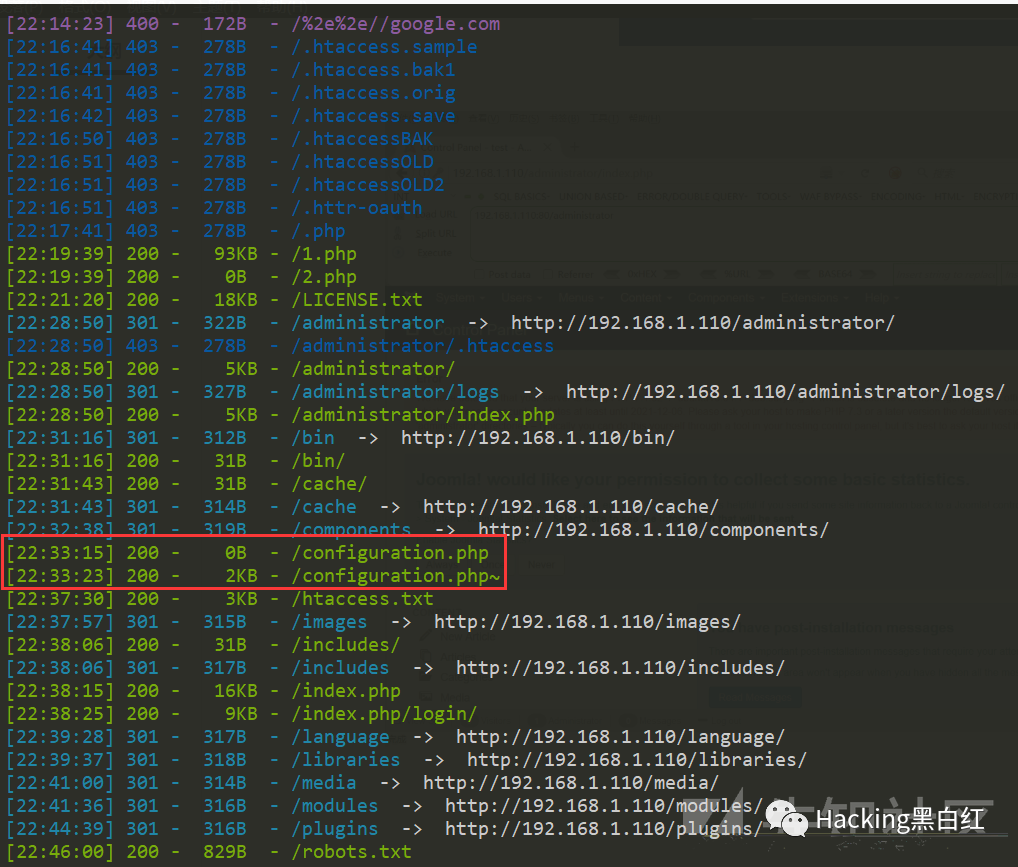 [22:14:23] 400 - 172B - /%2e%2e//google.com
[22:16:41] 403 - 278B - /.htaccess.sample
[22:16:41] 403 - 278B - /.htaccess.bak1
[22:16:41] 403 - 278B - /.htaccess.orig
[22:16:42] 403 - 278B - /.htaccess.save
[22:16:50] 403 - 278B - /.htaccessBAK
[22:16:51] 403 - 278B - /.htaccessOLD
[22:16:51] 403 - 278B - /.htaccessOLD2
[22:16:51] 403 - 278B - /.httr-oauth
[22:17:41] 403 - 278B - /.php
[22:19:39] 200 - 93KB - /1.php
[22:19:39] 200 - 0B - /2.php
[22:21:20] 200 - 18KB - /LICENSE.txt
[22:28:50] 301 - 322B - /administrator -> http://192.168.1.110/administrator/
[22:28:50] 403 - 278B - /administrator/.htaccess
[22:28:50] 200 - 5KB - /administrator/
[22:28:50] 301 - 327B - /administrator/logs -> http://192.168.1.110/administrator/logs/
[22:28:50] 200 - 5KB - /administrator/index.php
[22:31:16] 301 - 312B - /bin -> http://192.168.1.110/bin/
[22:31:16] 200 - 31B - /bin/
[22:31:43] 200 - 31B - /cache/
[22:31:43] 301 - 314B - /cache -> http://192.168.1.110/cache/
[22:32:38] 301 - 319B - /components -> http://192.168.1.110/components/
[22:33:15] 200 - 0B - /configuration.php
[22:33:23] 200 - 2KB - /configuration.php~
[22:37:30] 200 - 3KB - /htaccess.txt
[22:37:57] 301 - 315B - /images -> http://192.168.1.110/images/
[22:38:06] 200 - 31B - /includes/
[22:38:06] 301 - 317B - /includes -> http://192.168.1.110/includes/
[22:38:15] 200 - 16KB - /index.php
[22:38:25] 200 - 9KB - /index.php/login/
[22:39:28] 301 - 317B - /language -> http://192.168.1.110/language/
[22:39:37] 301 - 318B - /libraries -> http://192.168.1.110/libraries/
[22:41:00] 301 - 314B - /media -> http://192.168.1.110/media/
[22:41:36] 301 - 316B - /modules -> http://192.168.1.110/modules/
[22:44:39] 301 - 316B - /plugins -> http://192.168.1.110/plugins/
Hacking黑白红
[22:46:00] 200 - 829B - /robots.txt